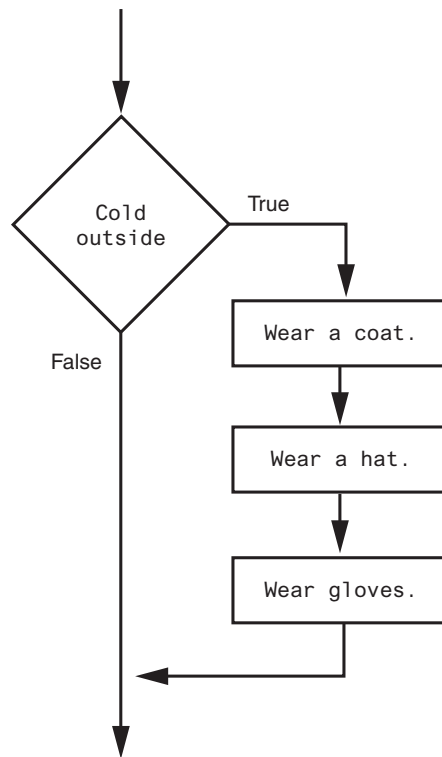 Cold
outside
True
Wear a coat.
False
Wear a hat.
Wear gloves.